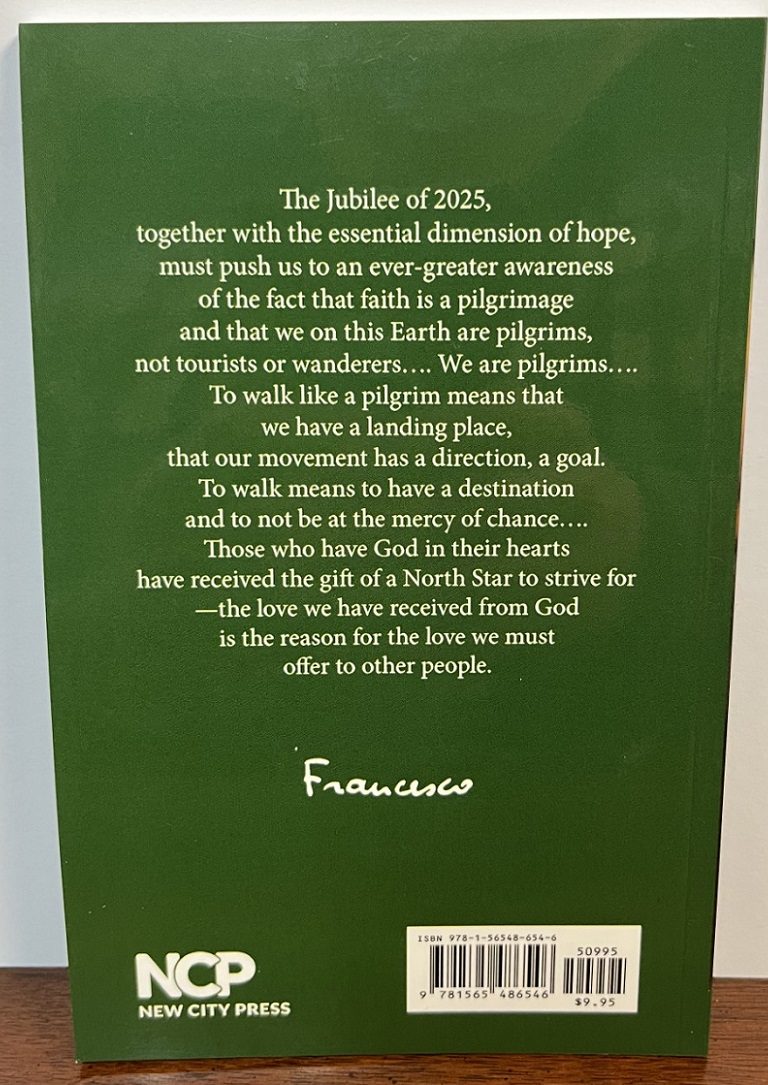 The Jubilee of 2025,
together with the essential dimension of hope,
must push us to an ever-greater awareness
of the fact that faith is a pilgrimage
and that we on this Earth are pilgrims,
not tourists or wanderers.... We are pilgrims....
To walk like a pilgrim means that
we have a landing place,
that our movement has a direction, a goal.
To walk means to have a destination
and to not be at the mercy of chance....
Those who have God in their hearts
have received the gift of a North Star to strive for
—the love we have received from God
is the reason for the love we must
offer to other people.
Francesco
NCP
NEW CITY PRESS
ISBN 978-1-56548-654-6
50995
9 781565 486546
$9.95